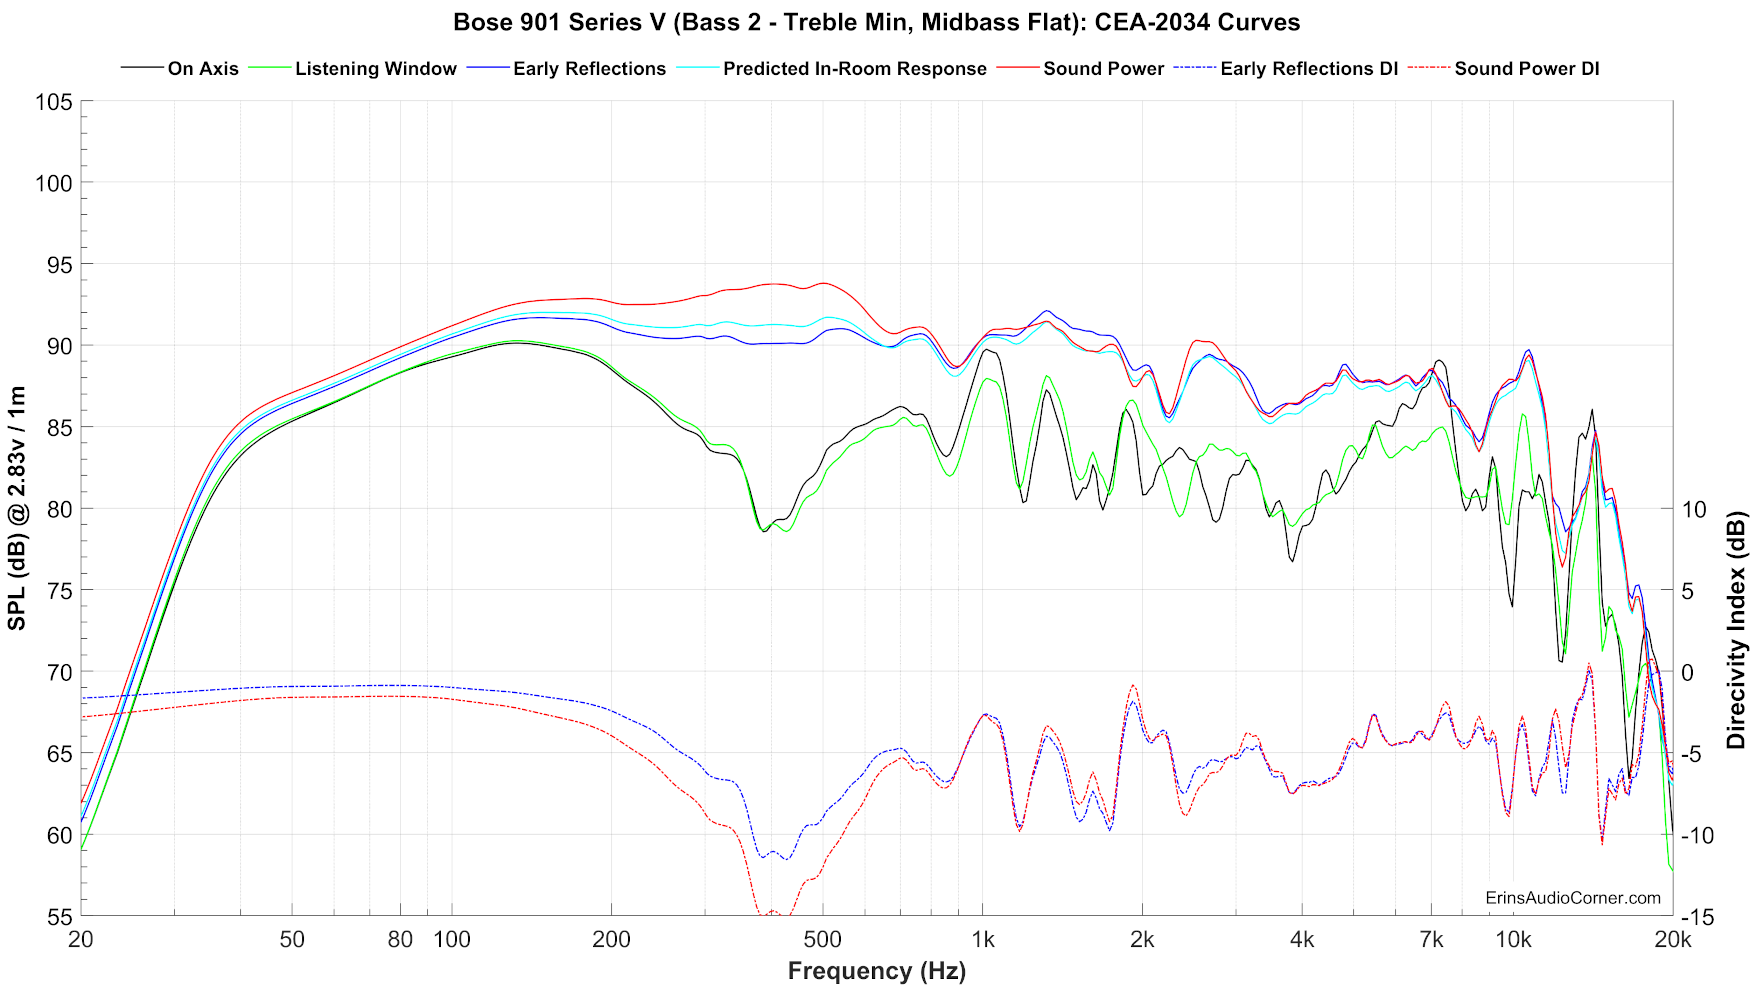 Bose 901 Series V (Bass 2 - Treble Min, Midbass Flat): CEA-2034 Curves
On Axis Listening Window Early Reflections Predicted In-Room Response Sound Power Early Reflections DI Sound Power DI
105
100
95
90
85
80
75
70
65
60
55
SPL (dB) @ 2.83v / 1m
10
5
0
-5
-10
-15
Direcivity Index (dB)
ErinsAudioCorner.com
20 50 80 100 200 500 1k 2k 4k 7k 10k 20k
Frequency (Hz)